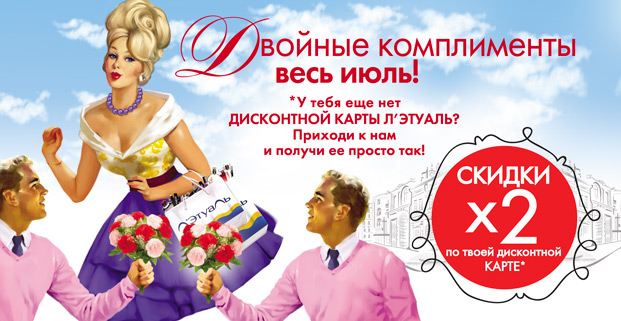 Двойные комплименты
весь июль!
*У тебя еще нет
ДИСКОНТНОЙ КАРТЫ Л'ЭТУАЛЬ?
Приходи к нам
и получи ее просто так!
Л'ЭТУАЛЬ
СКИДКИ
х2
по твоей дисконтной
КАРТЕ*